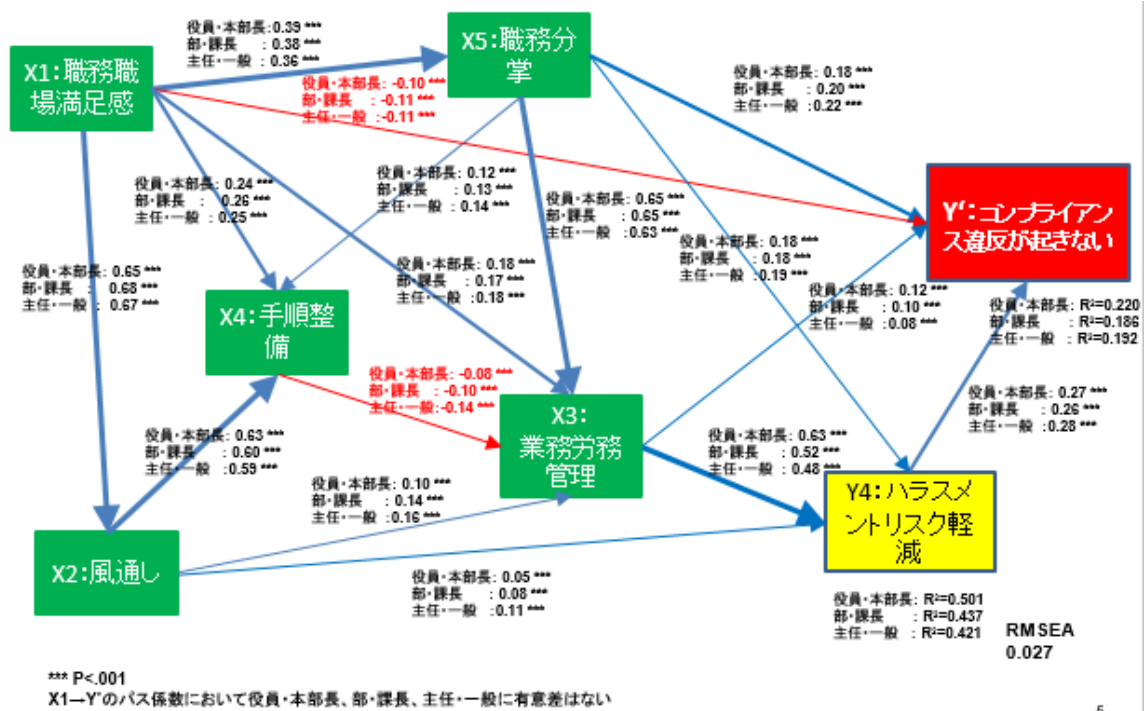 役員・本部長: 0.39 ***
部・課長 : 0.38 ***
主任・一般 : 0.36 ***
X1:職務職
場満足感
X5:職務分
掌
役員・本部長: -0.10 ***
部・課長 : -0.11 ***
主任・一般 :-0.11 ***
役員・本部長: 0.18 ***
部・課長 : 0.20 ***
主任・一般 : 0.22 ***
役員・本部長: 0.24 ***
部・課長 : 0.26 ***
主任・一般 : 0.25 ***
役員・本部長: 0.12 ***
部・課長 : 0.13 ***
主任・一般 : 0.14 ***
役員・本部長: 0.65 ***
部・課長 : 0.65 ***
主任・一般 :0.63 ***
Y‘:コンプライアン
ス違反が起きない
役員・本部長: 0.65 ***
部・課長 : 0.68 ***
主任・一般 : 0.67 ***
役員・本部長: 0.18 ***
部・課長 : 0.17 ***
主任・一般 : 0.18 ***
役員・本部長: 0.18 ***
部・課長 : 0.18 ***
主任・一般 : 0.19 ***
役員・本部長: 0.12 ***
部・課長 : 0.10 ***
主任・一般 : 0.08 ***
役員・本部長: R²=0.220
部・課長 : R²=0.186
主任・一般 : R²=0.192
X4:手順整
備
役員・本部長: -0.08 ***
部・課長 : -0.10 ***
主任・一般:-0.14 ***
X3:
業務労務
管理
役員・本部長: 0.27 ***
部・課長 : 0.26 ***
主任・一般 : 0.28 ***
役員・本部長: 0.63 ***
部・課長 : 0.60 ***
主任・一般 :0.59 ***
役員・本部長: 0.63 ***
部・課長 : 0.52 ***
主任・一般 : 0.48 ***
役員・本部長: 0.10 ***
部・課長 : 0.14 ***
主任・一般 : 0.16 ***
Y4:ハラスメ
ントリスク軽
減
X2:風通し
役員・本部長: 0.05 ***
部・課長 : 0.08 ***
主任・一般 : 0.11 ***
役員・本部長: R²=0.501
部・課長 : R²=0.437
主任・一般 : R²=0.421
RMSEA
0.027
*** P<.001
X1→Y'のパス係数において役員・本部長、部・課長、主任・一般に有意差はない